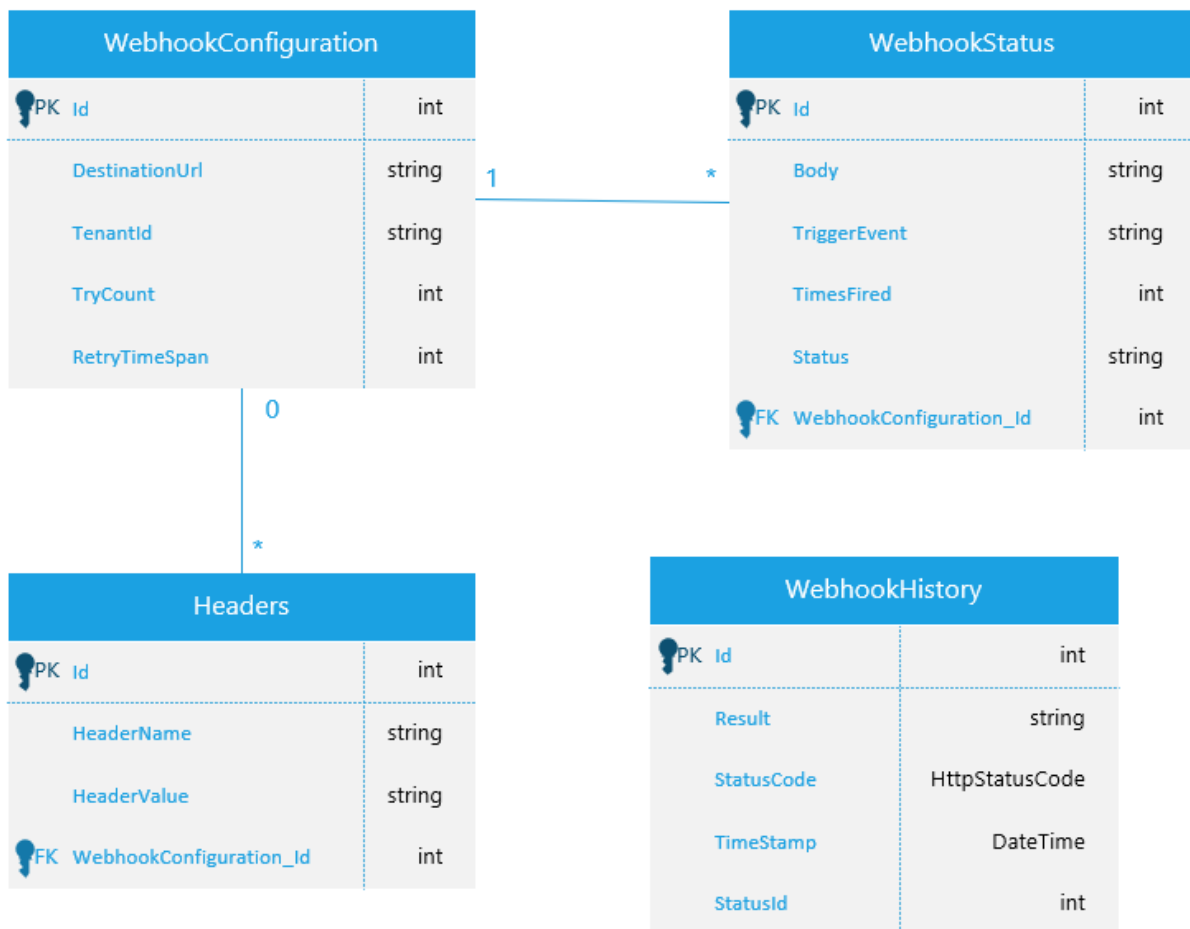 WebhookConfiguration
PK Id int
DestinationUrl string
TenantId string
TryCount int
RetryTimeSpan int
1 *
WebhookStatus
PK Id int
Body string
TriggerEvent string
TimesFired int
Status string
FK WebhookConfiguration_Id int
0
*
Headers
PK Id int
HeaderName string
HeaderValue string
FK WebhookConfiguration_Id int
WebhookHistory
PK Id int
Result string
StatusCode HttpStatusCode
TimeStamp DateTime
StatusId int